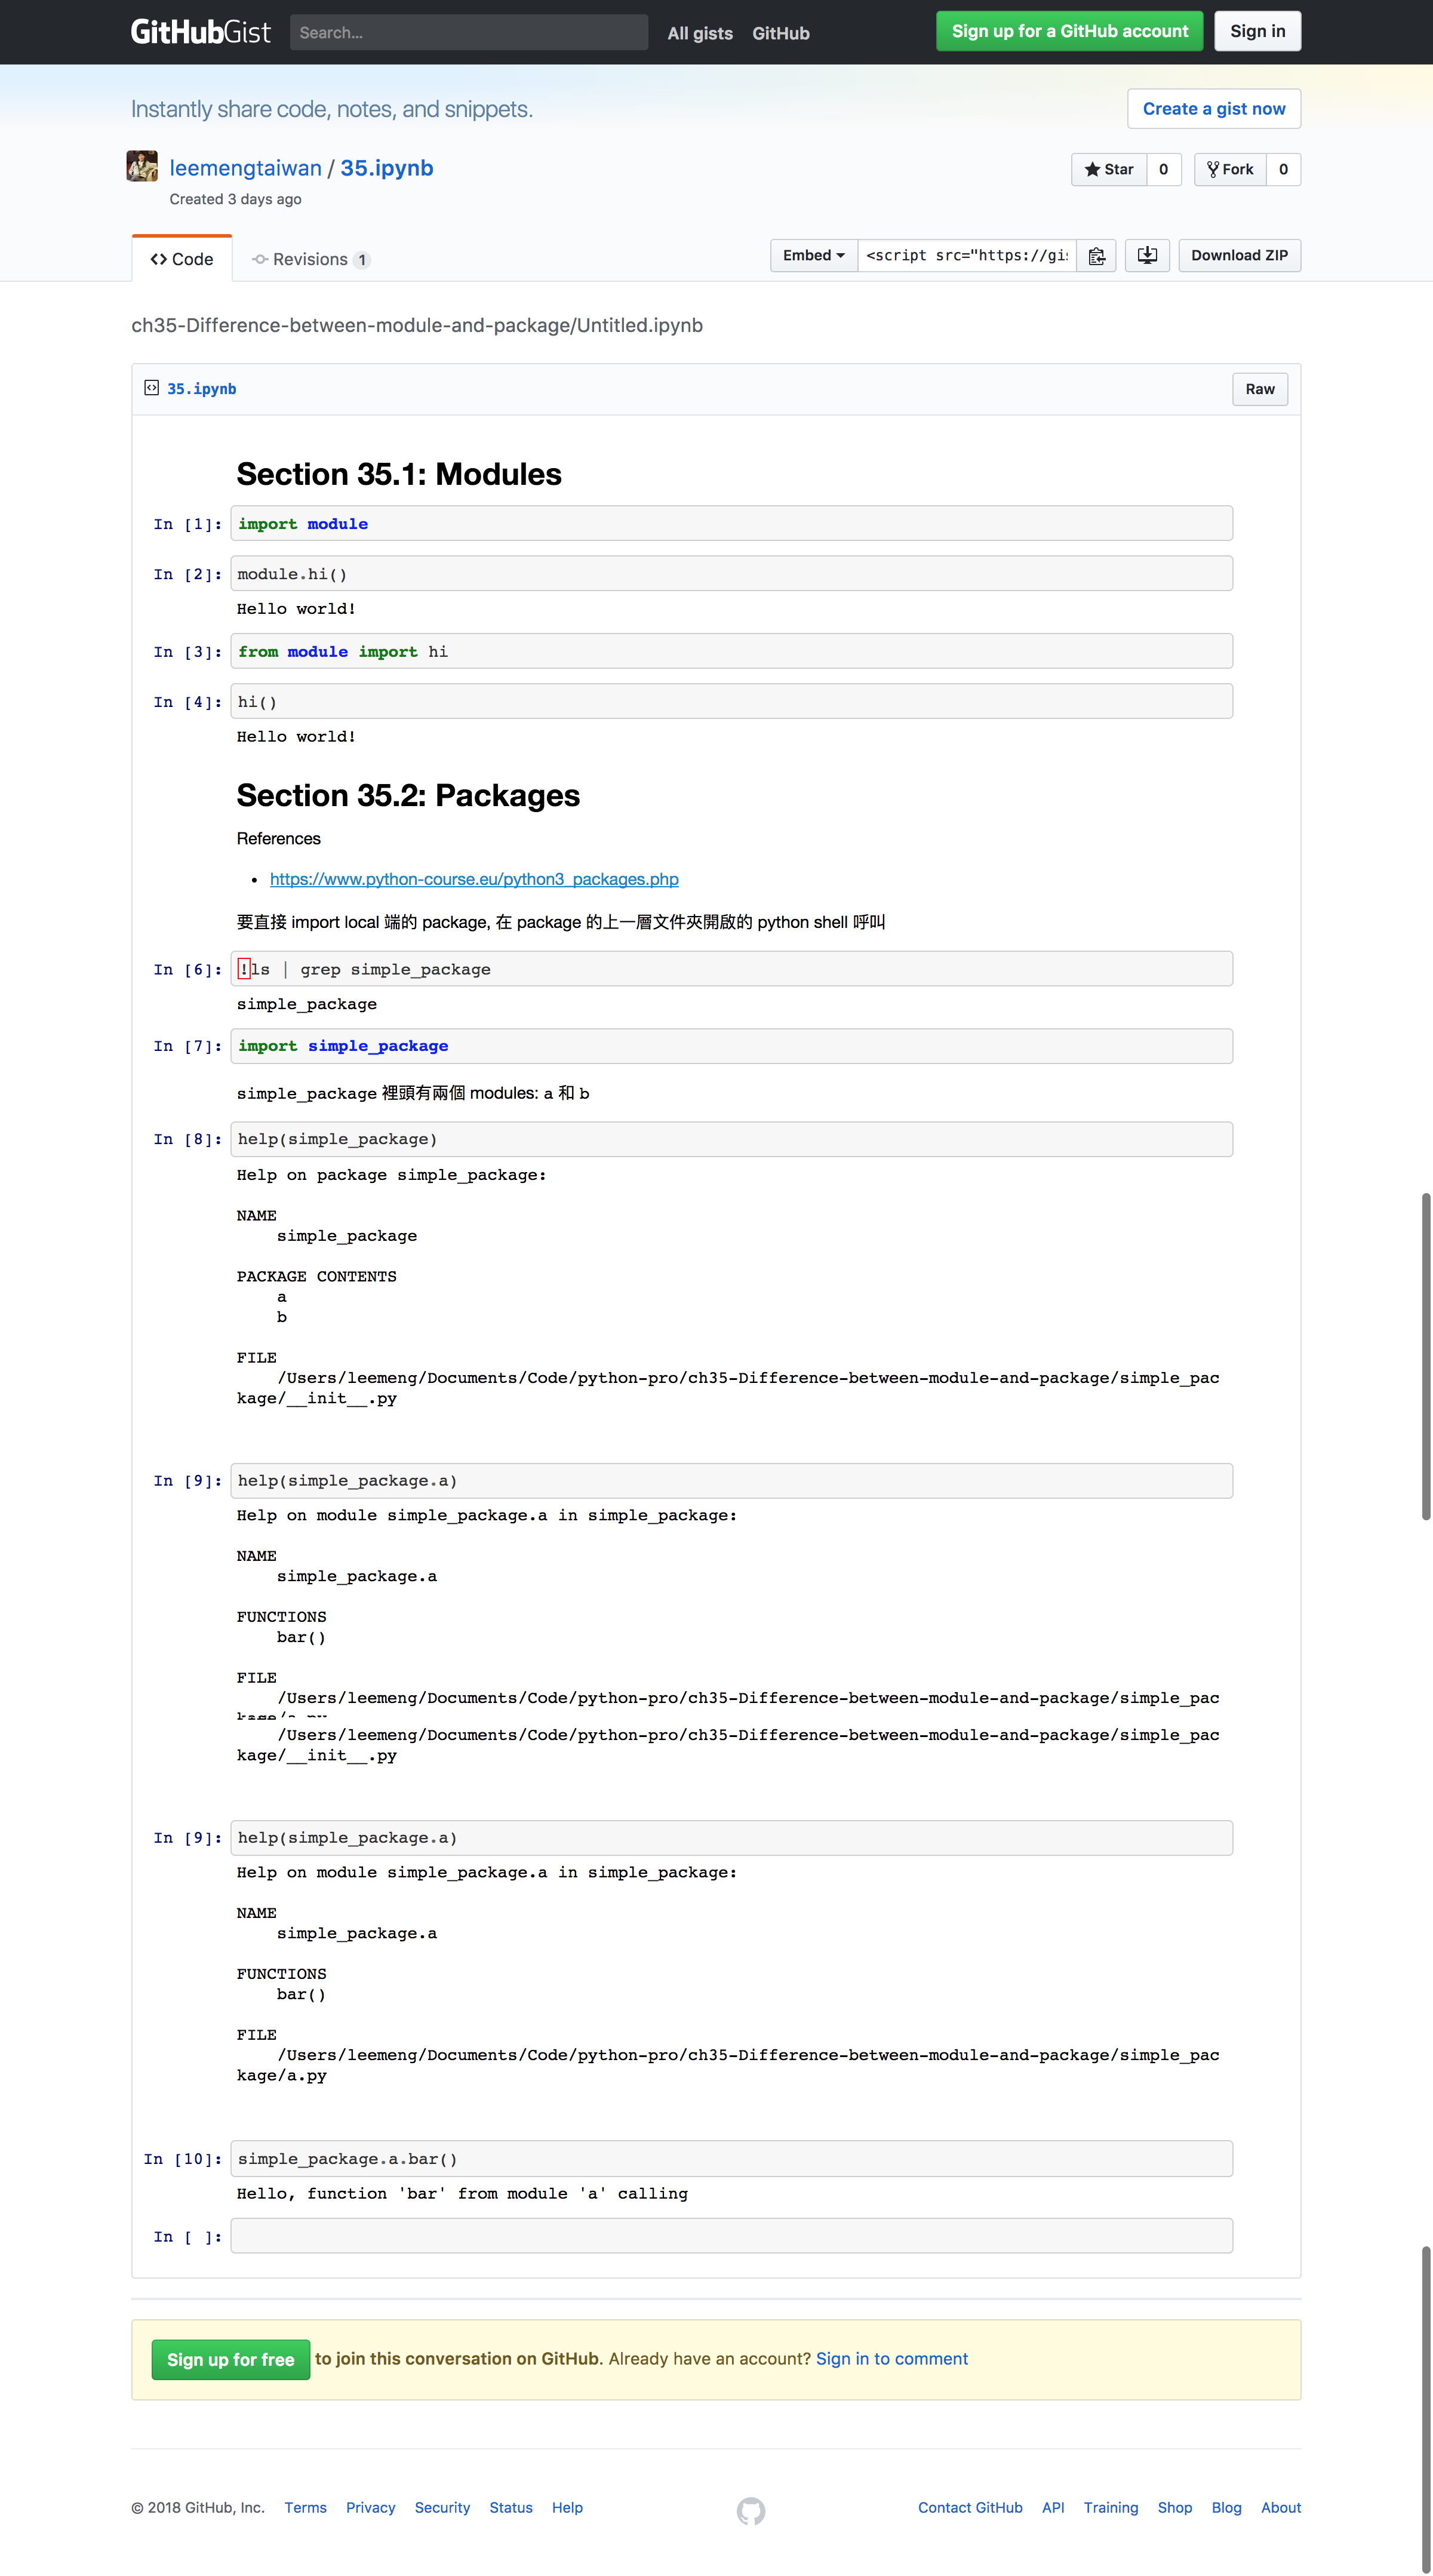 GitHubGist Search... All gists GitHub Sign up for a GitHub account Sign in
Instantly share code, notes, and snippets. Create a gist now
leemengtaiwan / 35.ipynb Star 0 Fork 0
Created 3 days ago
Code Revisions 1 Embed <script src="https://gi Download ZIP
ch35-Difference-between-module-and-package/Untitled.ipynb
35.ipynb Raw
Section 35.1: Modules
In [1]: import module
In [2]: module.hi()
Hello world!
In [3]: from module import hi
In [4]: hi()
Hello world!
Section 35.2: Packages
References
• https://www.python-course.eu/python3_packages.php
要直接 import local 端的 package, 在 package 的上一層文件夾開啟的 python shell 呼叫
In [6]: !ls | grep simple_package
simple_package
In [7]: import simple_package
simple_package 裡頭有兩個 modules: a 和 b
In [8]: help(simple_package)
Help on package simple_package:
NAME
simple_package
PACKAGE CONTENTS
a
b
FILE
/Users/leemeng/Documents/Code/python-pro/ch35-Difference-between-module-and-package/simple_pac
kage/__init__.py
In [9]: help(simple_package.a)
Help on module simple_package.a in simple_package:
NAME
simple_package.a
FUNCTIONS
bar()
FILE
/Users/leemeng/Documents/Code/python-pro/ch35-Difference-between-module-and-package/simple_pac
/Users/leemeng/Documents/Code/python-pro/ch35-Difference-between-module-and-package/simple_pac
kage/__init__.py
In [9]: help(simple_package.a)
Help on module simple_package.a in simple_package:
NAME
simple_package.a
FUNCTIONS
bar()
FILE
/Users/leemeng/Documents/Code/python-pro/ch35-Difference-between-module-and-package/simple_pac
kage/a.py
In [10]: simple_package.a.bar()
Hello, function 'bar' from module 'a' calling
In [ ]:
Sign up for free to join this conversation on GitHub. Already have an account? Sign in to comment
© 2018 GitHub, Inc. Terms Privacy Security Status Help Contact GitHub API Training Shop Blog About